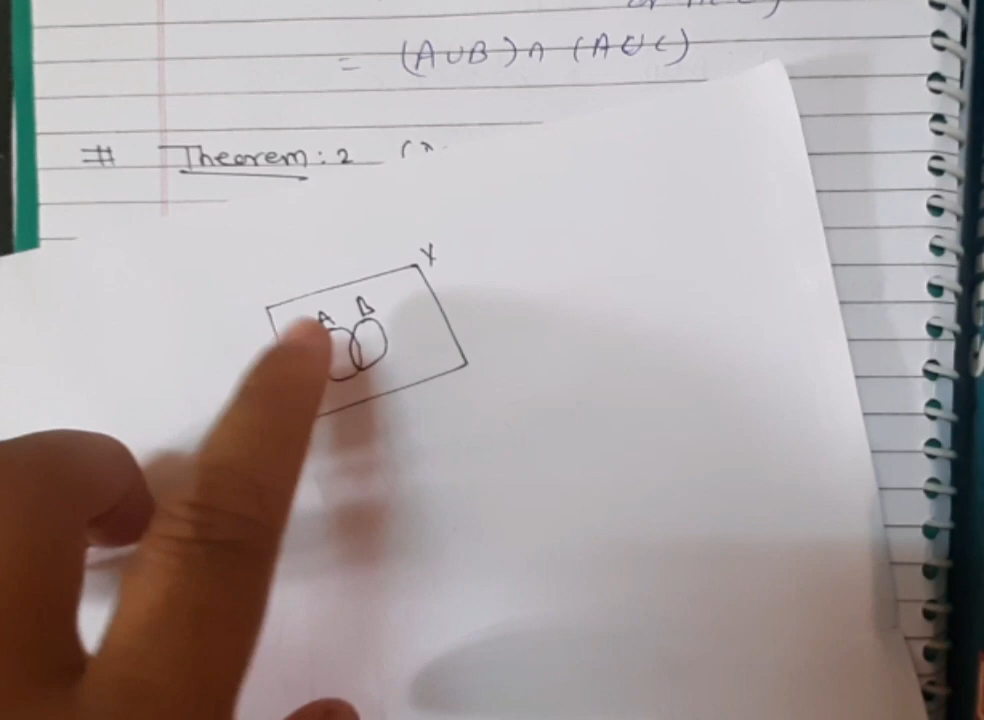 = (A∪B)∩(A∪C)
# Theorem: 2
X
A B